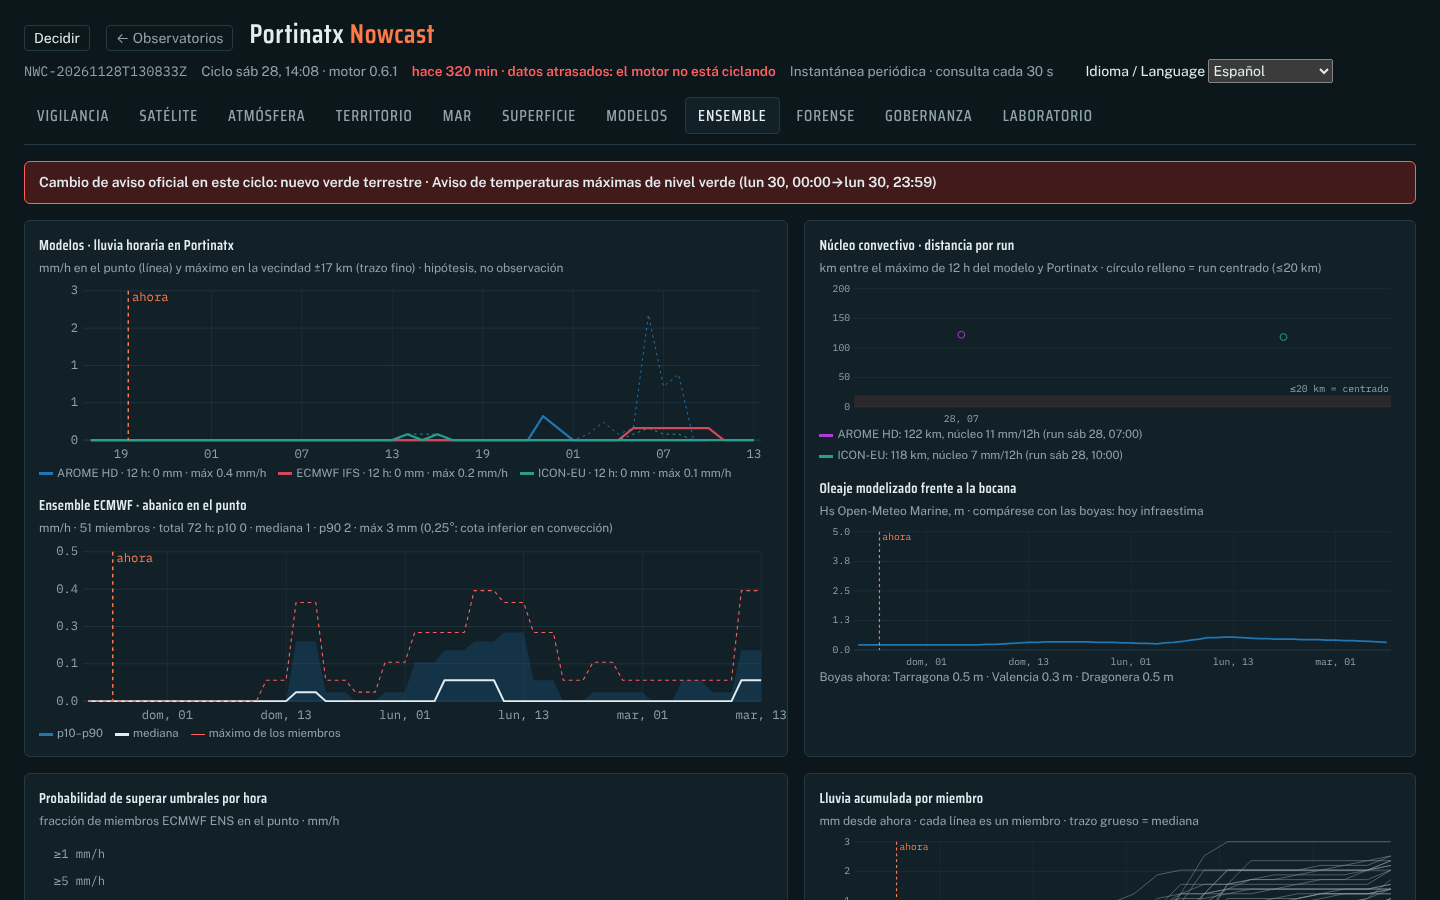 Decidir
← Observatorios
Portinatx Nowcast
NWC-20261128T130833Z Ciclo sáb 28, 14:08 · motor 0.6.1 hace 320 min · datos atrasados: el motor no está ciclando Instantánea periódica · consulta cada 30 s Idioma / Language Español
VIGILANCIA SATÉLITE ATMÓSFERA TERRITORIO MAR SUPERFICIE MODELOS ENSEMBLE FORENSE GOBERNANZA LABORATORIO
Cambio de aviso oficial en este ciclo: nuevo verde terrestre · Aviso de temperaturas máximas de nivel verde (lun 30, 00:00→lun 30, 23:59)
Modelos · lluvia horaria en Portinatx
mm/h en el punto (línea) y máximo en la vecindad ±17 km (trazo fino) · hipótesis, no observación
3
2
1
1
0
ahora
19 01 07 13 19 01 07 13
AROME HD · 12 h: 0 mm · máx 0.4 mm/h ECMWF IFS · 12 h: 0 mm · máx 0.2 mm/h ICON-EU · 12 h: 0 mm · máx 0.1 mm/h
Ensemble ECMWF · abanico en el punto
mm/h · 51 miembros · total 72 h: p10 0 · mediana 1 · p90 2 · máx 3 mm (0,25°: cota inferior en convección)
0.5
0.4
0.3
0.1
0.0
ahora
dom, 01 dom, 13 lun, 01 lun, 13 mar, 01 mar, 13
p10–p90 mediana máximo de los miembros
Núcleo convectivo · distancia por run
km entre el máximo de 12 h del modelo y Portinatx · círculo relleno = run centrado (≤20 km)
200
150
100
50
0
≤20 km = centrado
28, 07
AROME HD: 122 km, núcleo 11 mm/12h (run sáb 28, 07:00)
ICON-EU: 118 km, núcleo 7 mm/12h (run sáb 28, 10:00)
Oleaje modelizado frente a la bocana
Hs Open-Meteo Marine, m · compárese con las boyas: hoy infraestima
5.0
3.8
2.5
1.3
0.0
ahora
dom, 01 dom, 13 lun, 01 lun, 13 mar, 01
Boyas ahora: Tarragona 0.5 m · Valencia 0.3 m · Dragonera 0.5 m
Probabilidad de superar umbrales por hora
fracción de miembros ECMWF ENS en el punto · mm/h
≥1 mm/h
≥5 mm/h
Lluvia acumulada por miembro
mm desde ahora · cada línea es un miembro · trazo grueso = mediana
3
2
ahora